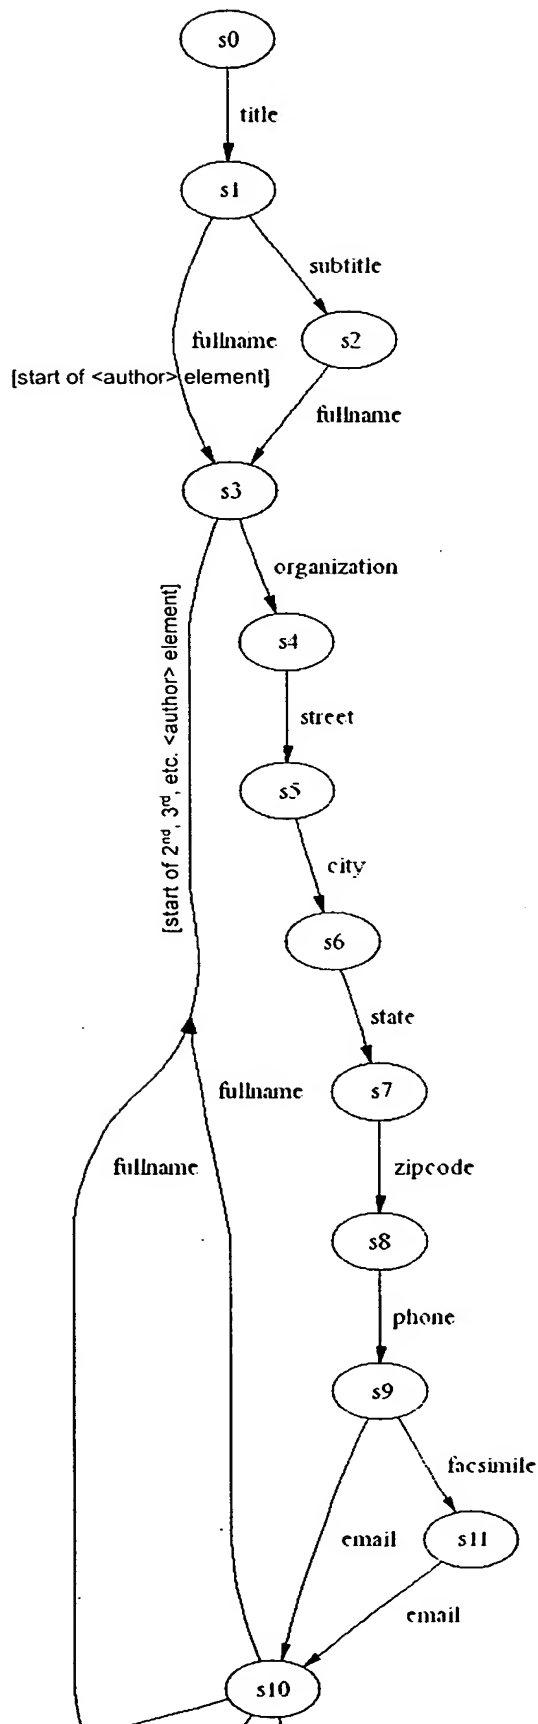 s0
title
s1
subtitle
fullname
s2
[start of <author> element]
fullname
s3
organization
[start of 2nd, 3rd, etc. <author> element]
s4
street
s5
city
s6
state
fullname
s7
fullname
zipcode
s8
phone
s9
facsimile
email
s11
email
s10